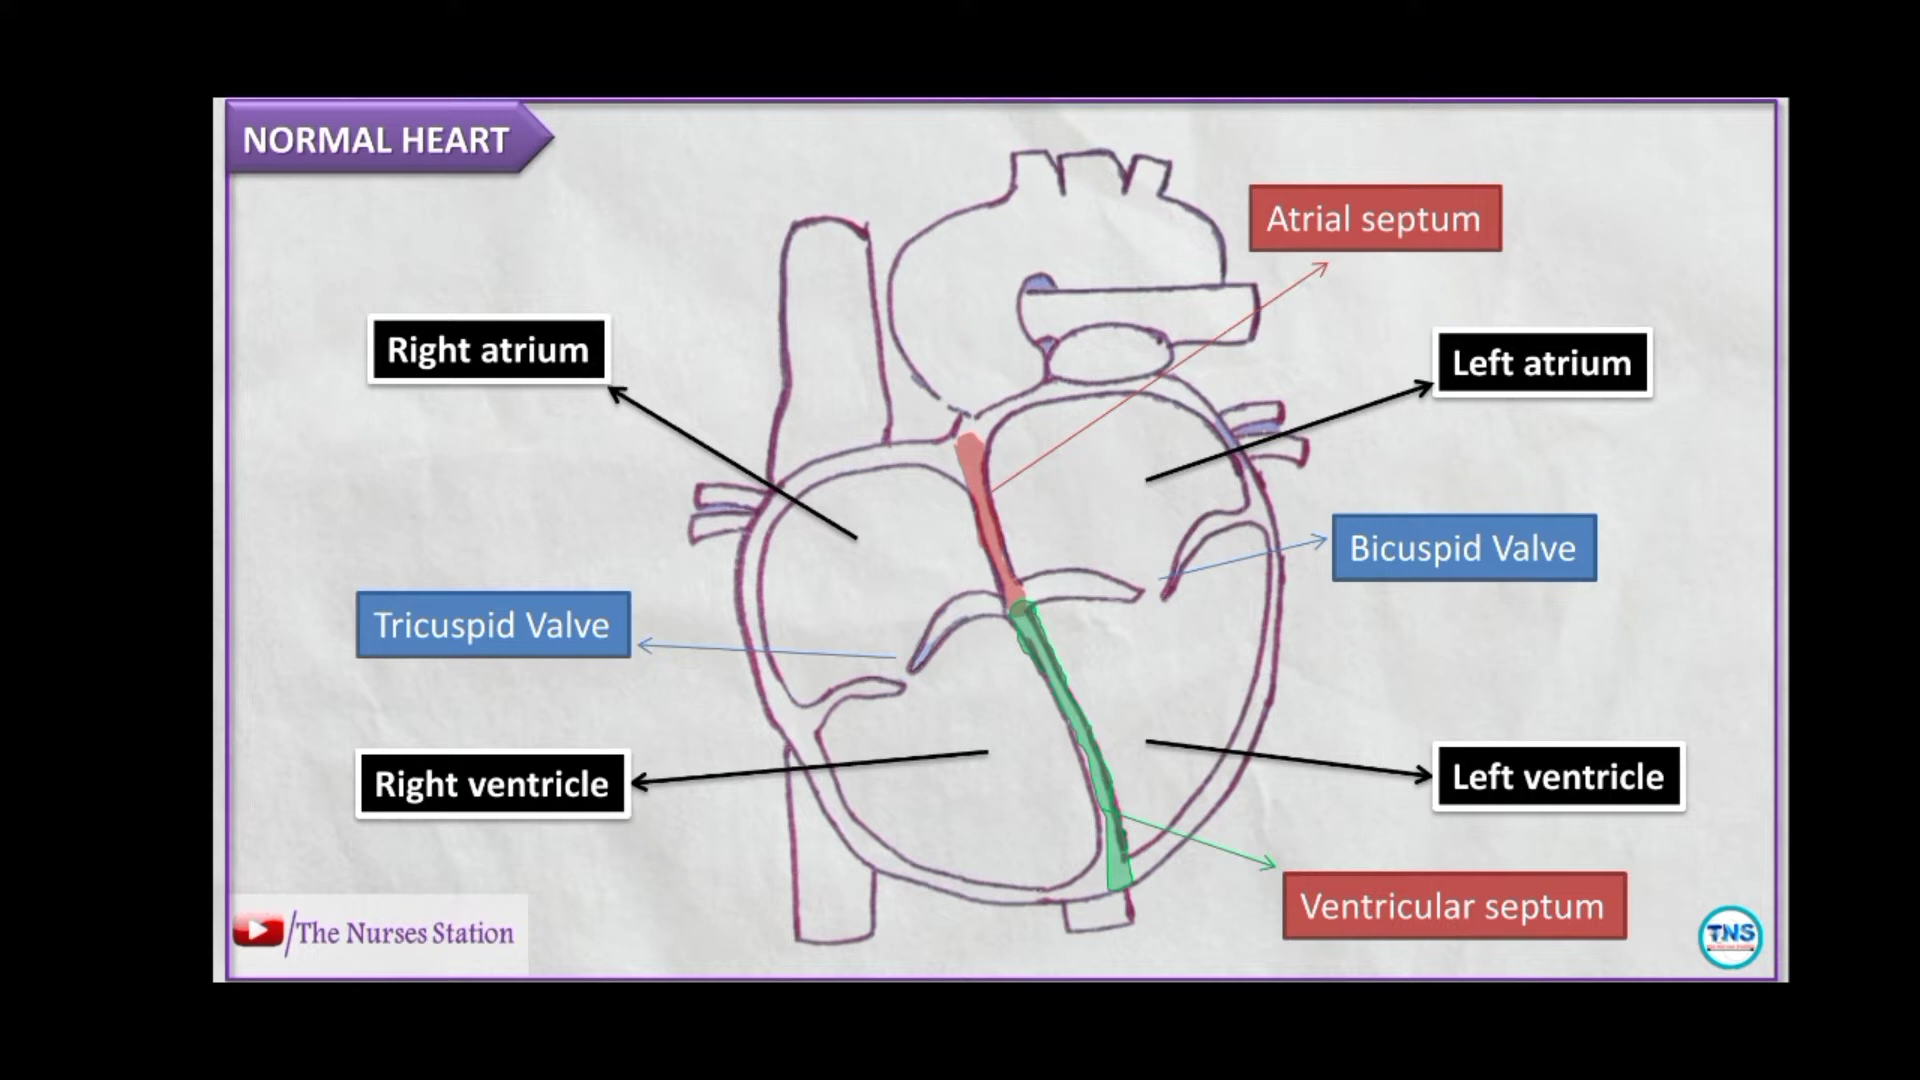 NORMAL HEART
Atrial septum
Right atrium
Left atrium
Bicuspid Valve
Tricuspid Valve
Right ventricle
Left ventricle
Ventricular septum
/The Nurses Station
TNS